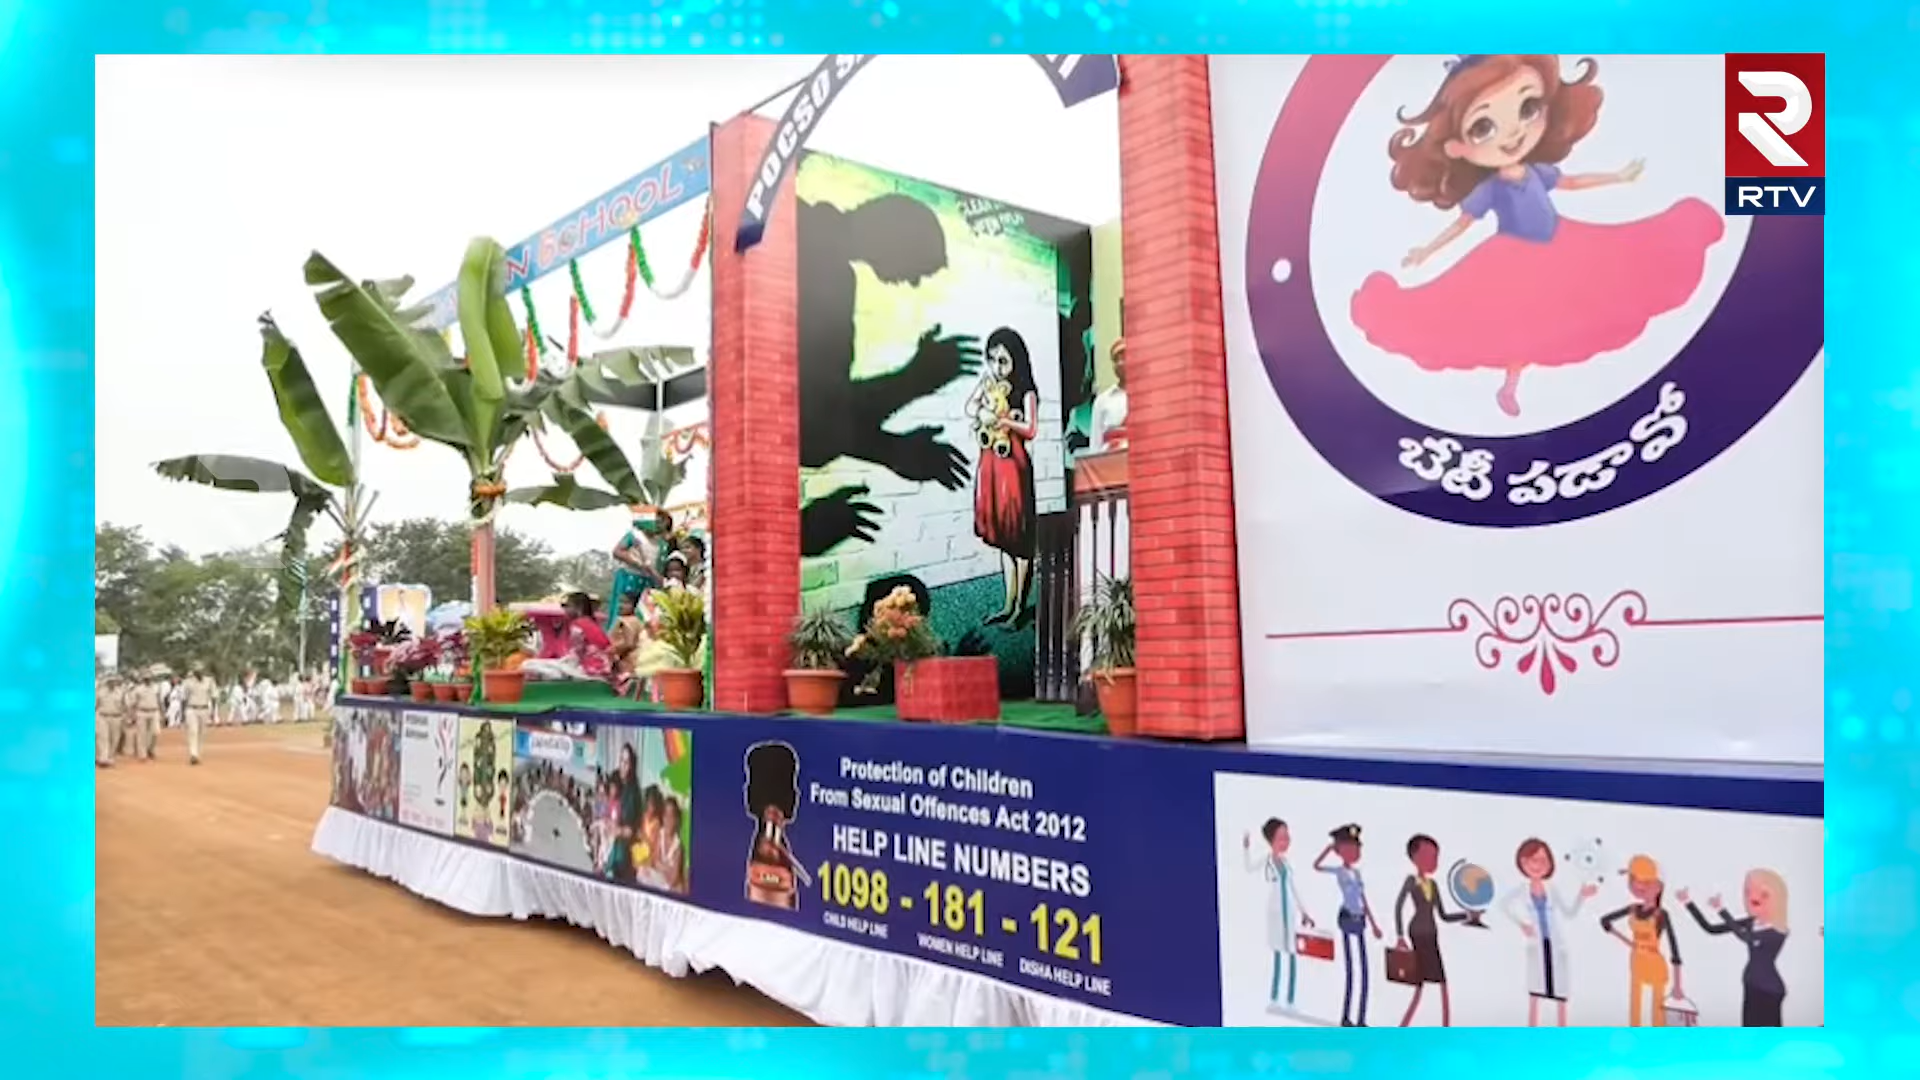 RTV
SCHOOL
POCSO
బేటీ పడావో
Protection of Children
From Sexual Offences Act 2012
HELP LINE NUMBERS
1098 - 181 - 121
CHILD HELP LINE
WOMEN HELP LINE
DISHA HELP LINE